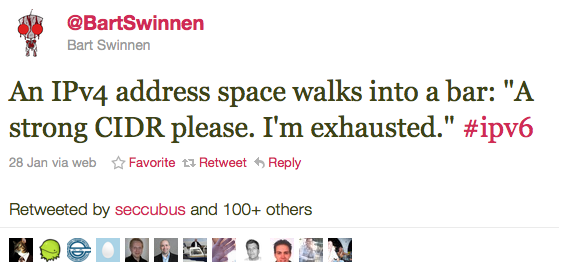 @BartSwinnen
Bart Swinnen
An IPv4 address space walks into a bar: "A
strong CIDR please. I'm exhausted." #ipv6
28 Jan via web Favorite Retweet Reply
Retweeted by seccubus and 100+ others